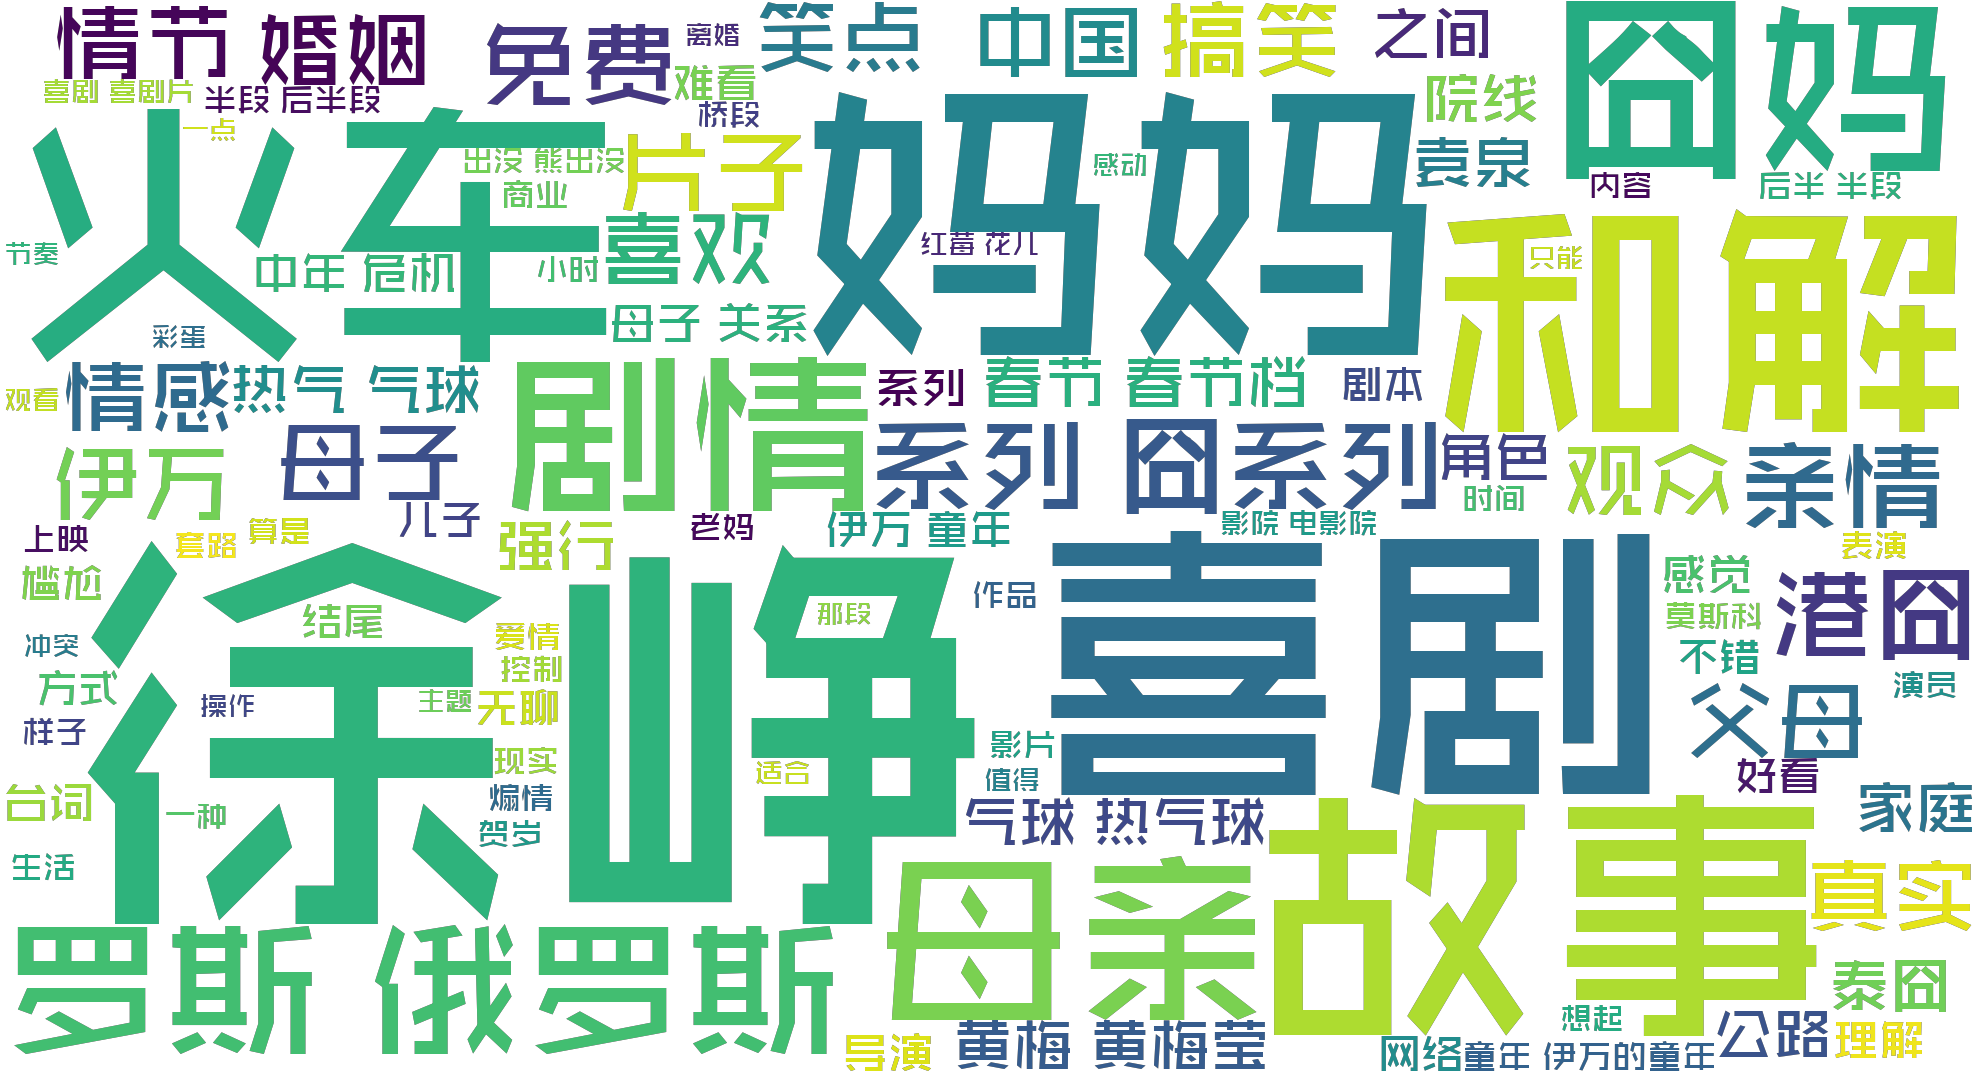 情节
婚姻
免费
离婚
笑点
中国
搞笑
之间
囧妈
喜剧 喜剧片
半段 后半段
难看
桥段
院线
一点
火车
出没 熊出没
片子
妈妈
感动
袁泉
内容
后半 半段
商业
喜欢
红莓 花儿
和解
只能
节奏
中年 危机
小时
母子 关系
彩蛋
观看
情感
热气 气球
剧情
系列
春节 春节档
剧本
母子
系列 囧系列
角色
观众
亲情
伊万
儿子
时间
上映
套路
算是
强行
老妈
伊万 童年
影院 电影院
表演
尴尬
徐峥
喜剧
感觉
港囧
作品
莫斯科
结尾
那段
冲突
爱情
不错
方式
控制
演员
操作
主题
无聊
父母
样子
现实
影片
适合
值得
好看
台词
一种
煽情
贺岁
气球 热气球
故事
家庭
生活
母亲
真实
罗斯 俄罗斯
泰囧
导演
黄梅 黄梅莹
想起
公路
理解
网络
童年 伊万的童年